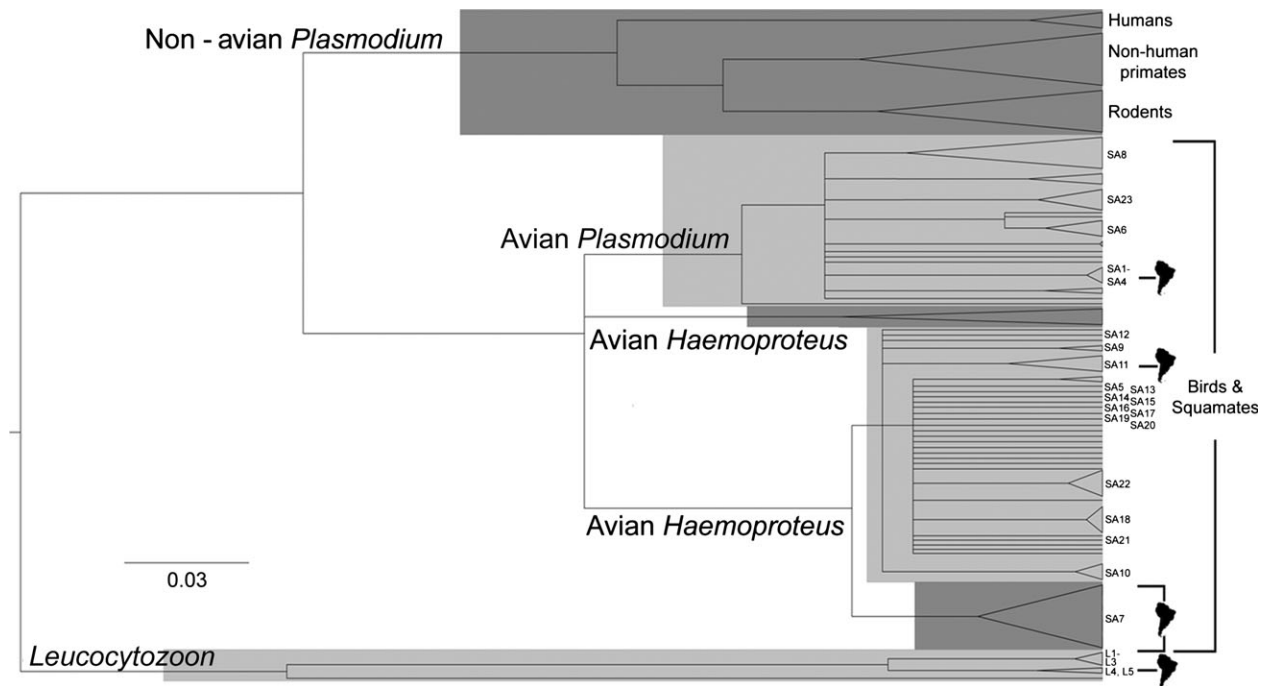 Non - avian Plasmodium
Humans
Non-human
primates
Rodents
Avian Plasmodium
SA8
SA23
SA6
SA1-
SA4
Avian Haemoproteus
SA12
SA9
SA11
SA5 SA13
SA14 SA15
SA16 SA17
SA19 SA20
Birds &
Squamates
SA22
Avian Haemoproteus
SA18
SA21
0.03
SA10
SA7
Leucocytozoon
L1-
L3
L4, L5